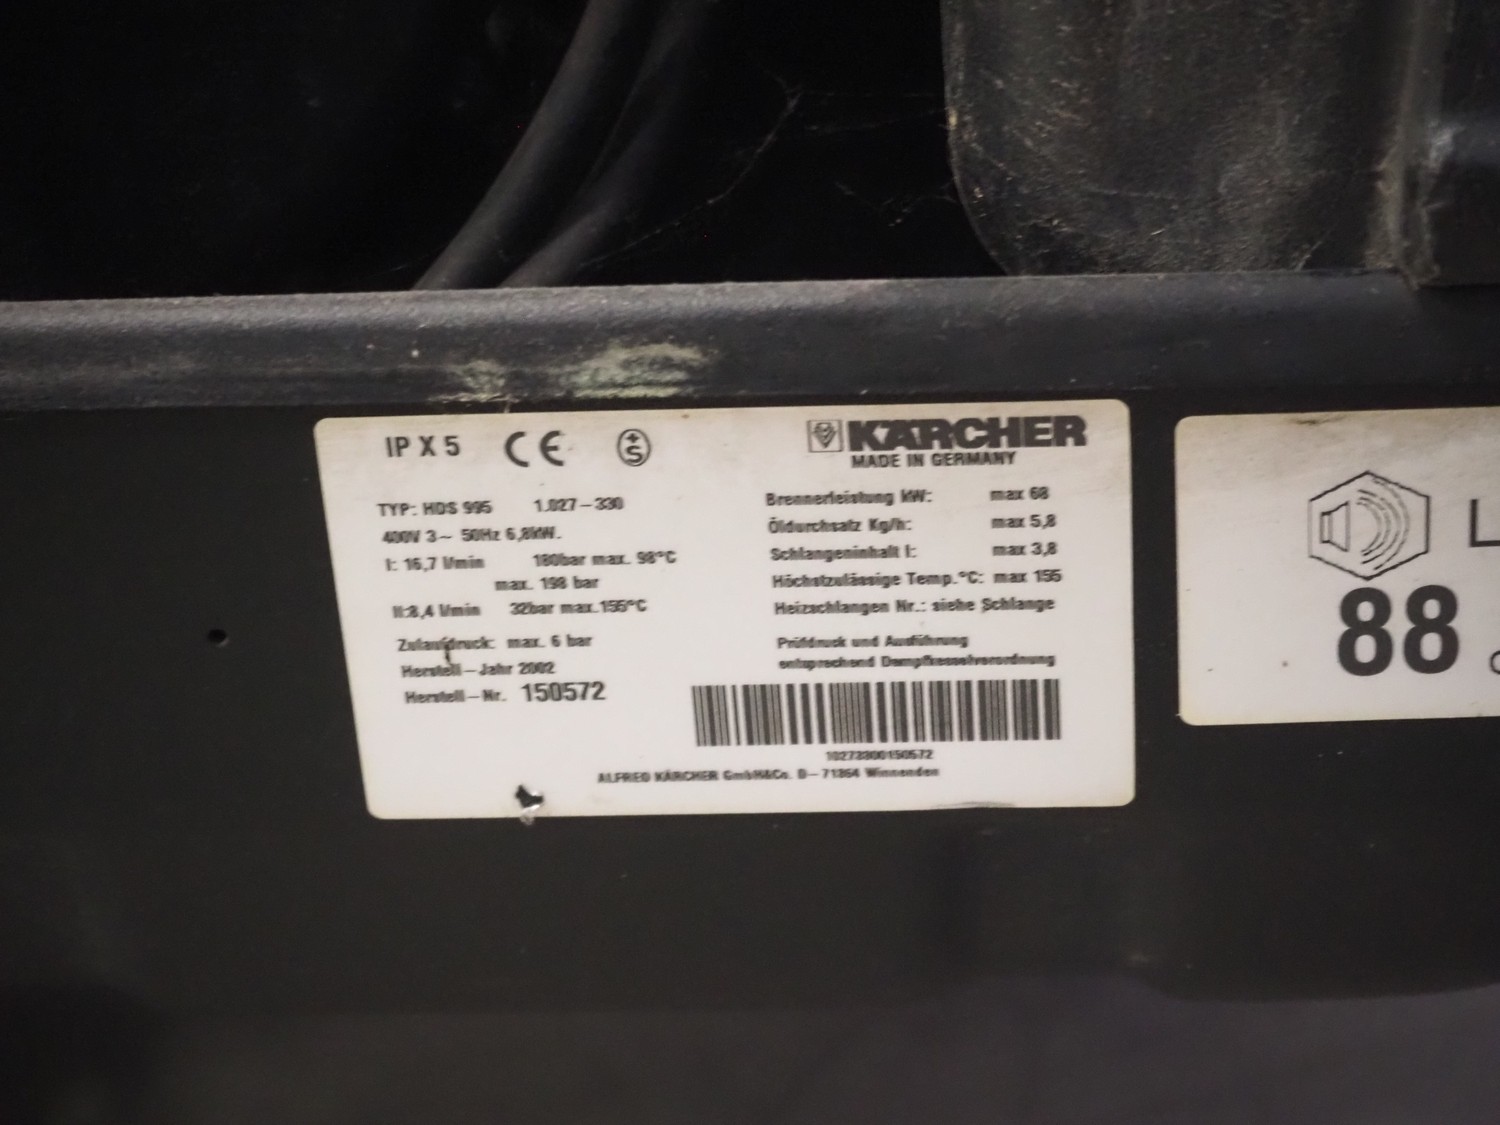 IP X 5 CE S
KÄRCHER
MADE IN GERMANY
TYP: HDS 995 1.027-330
400V 3~ 50Hz 6,8kW.
I: 16,7 l/min 180bar max. 98°C
max. 198 bar
II:8,4 l/min 32bar max.155°C
Zulaufdruck: max. 6 bar
Herstell-Jahr 2002
Herstell-Nr. 150572
Brennerleistung kW: max 68
Öldurchsatz Kg/h: max 5,8
Schlangeninhalt l: max 3,8
Höchstzulässige Temp.°C: max 155
Heizschlangen Nr.: siehe Schlange
Prüfdruck und Ausführung
entsprechend Dampfkesselverordnung
10273300150572
ALFRED KÄRCHER GmbH&Co. D-71364 Winnenden
L
88